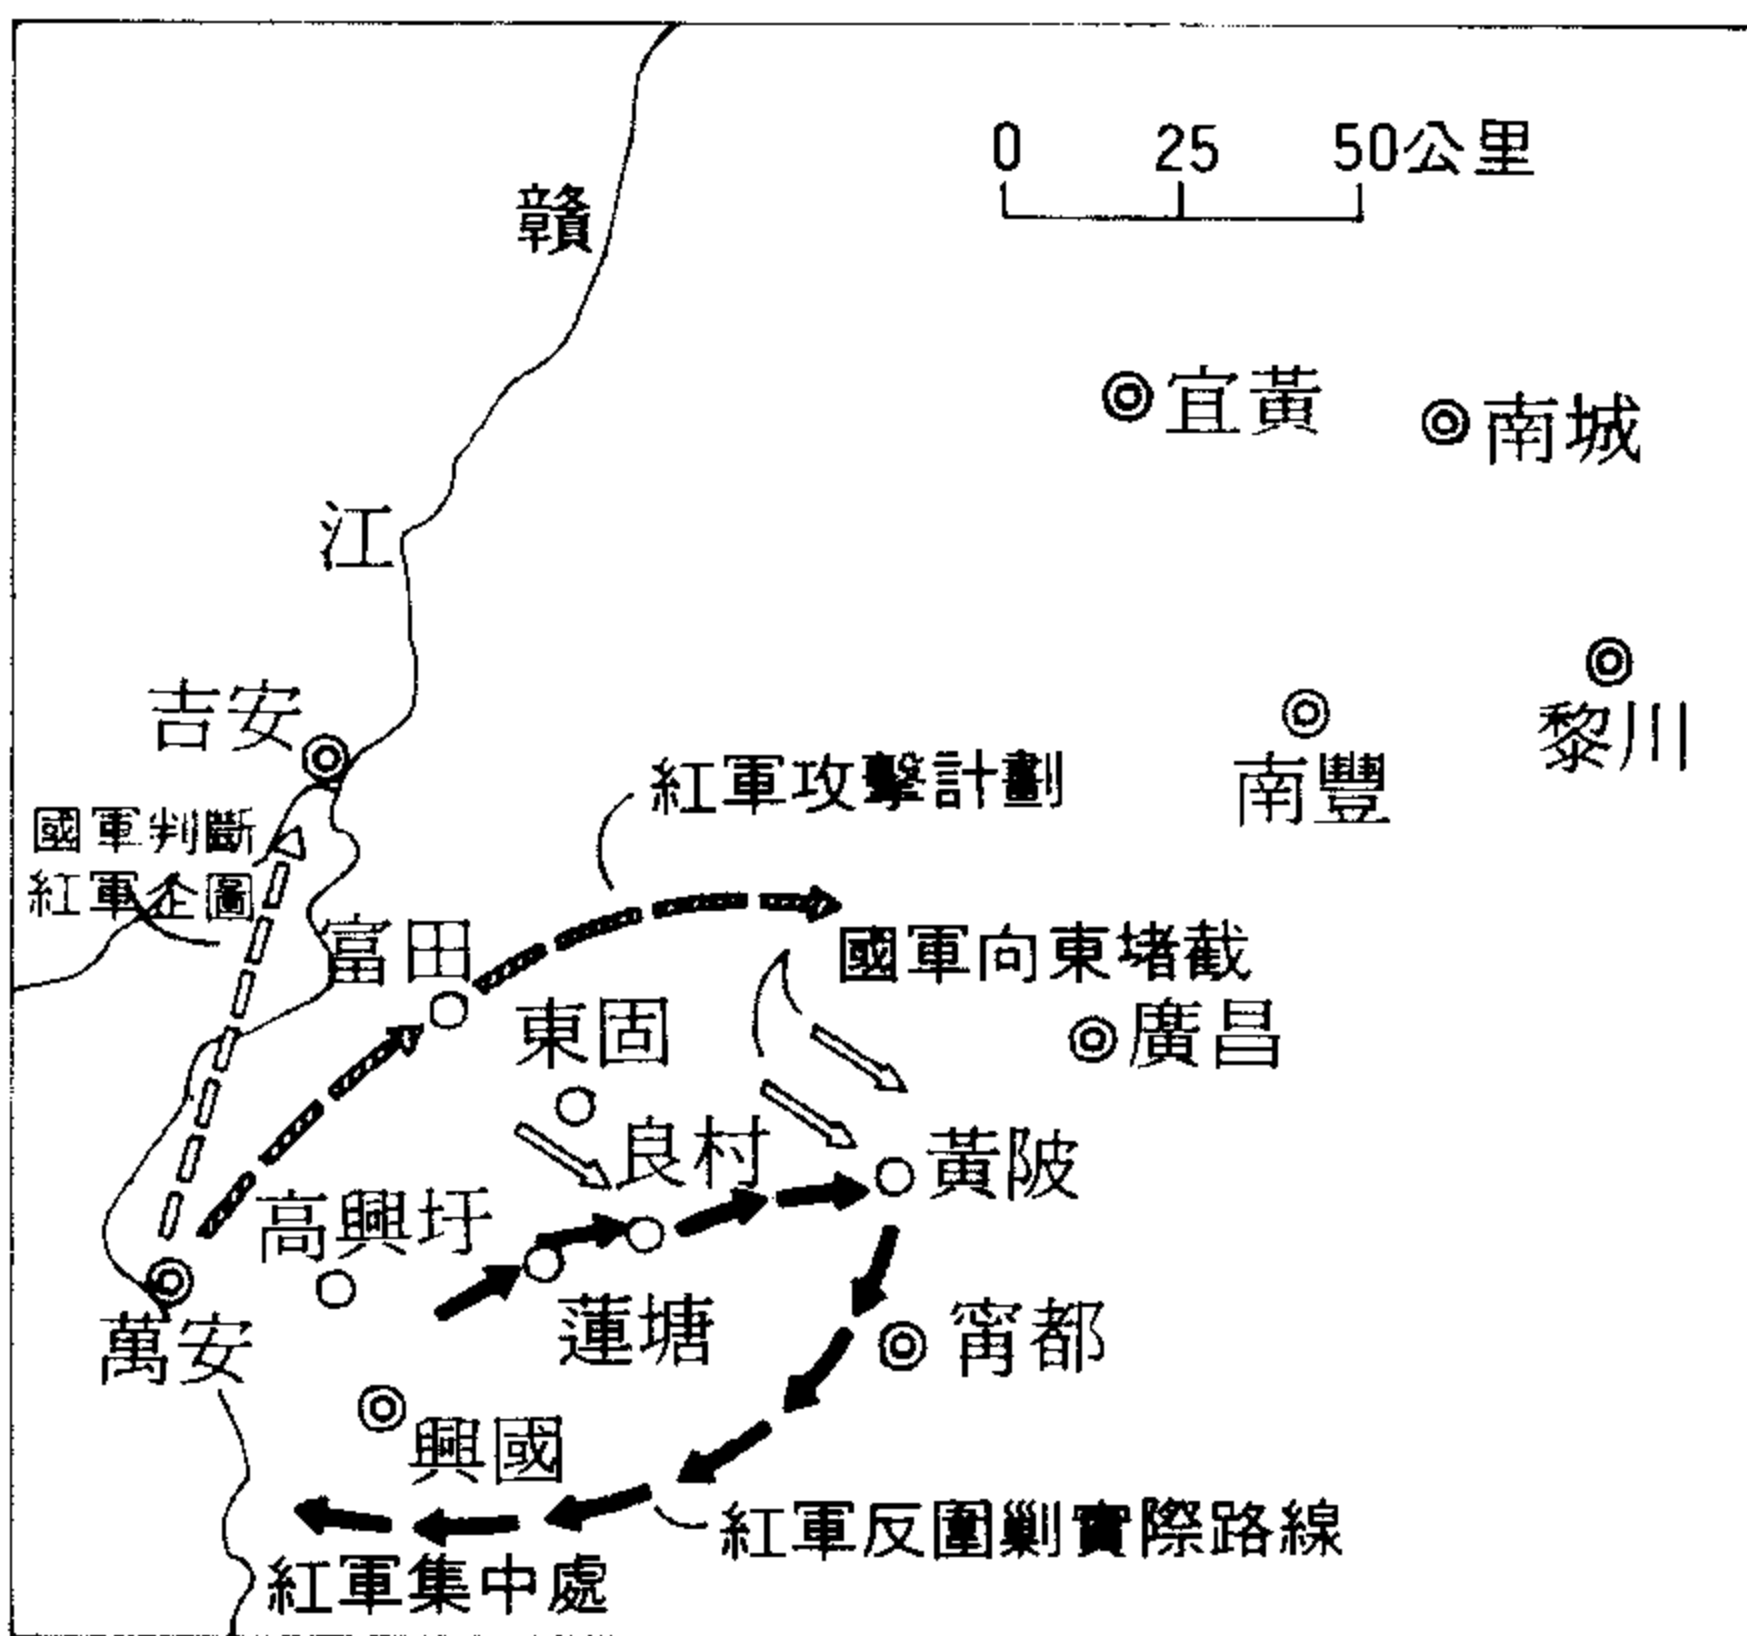 0 25 50公里
贛
宜黃
南城
江
吉安
黎川
南豐
紅軍攻擊計劃
國軍判斷
紅軍企圖
富田
國軍向東堵截
東固
廣昌
良村
黃陂
高興圩
蓮塘
甯都
萬安
興國
紅軍反圍剿實際路線
紅軍集中處